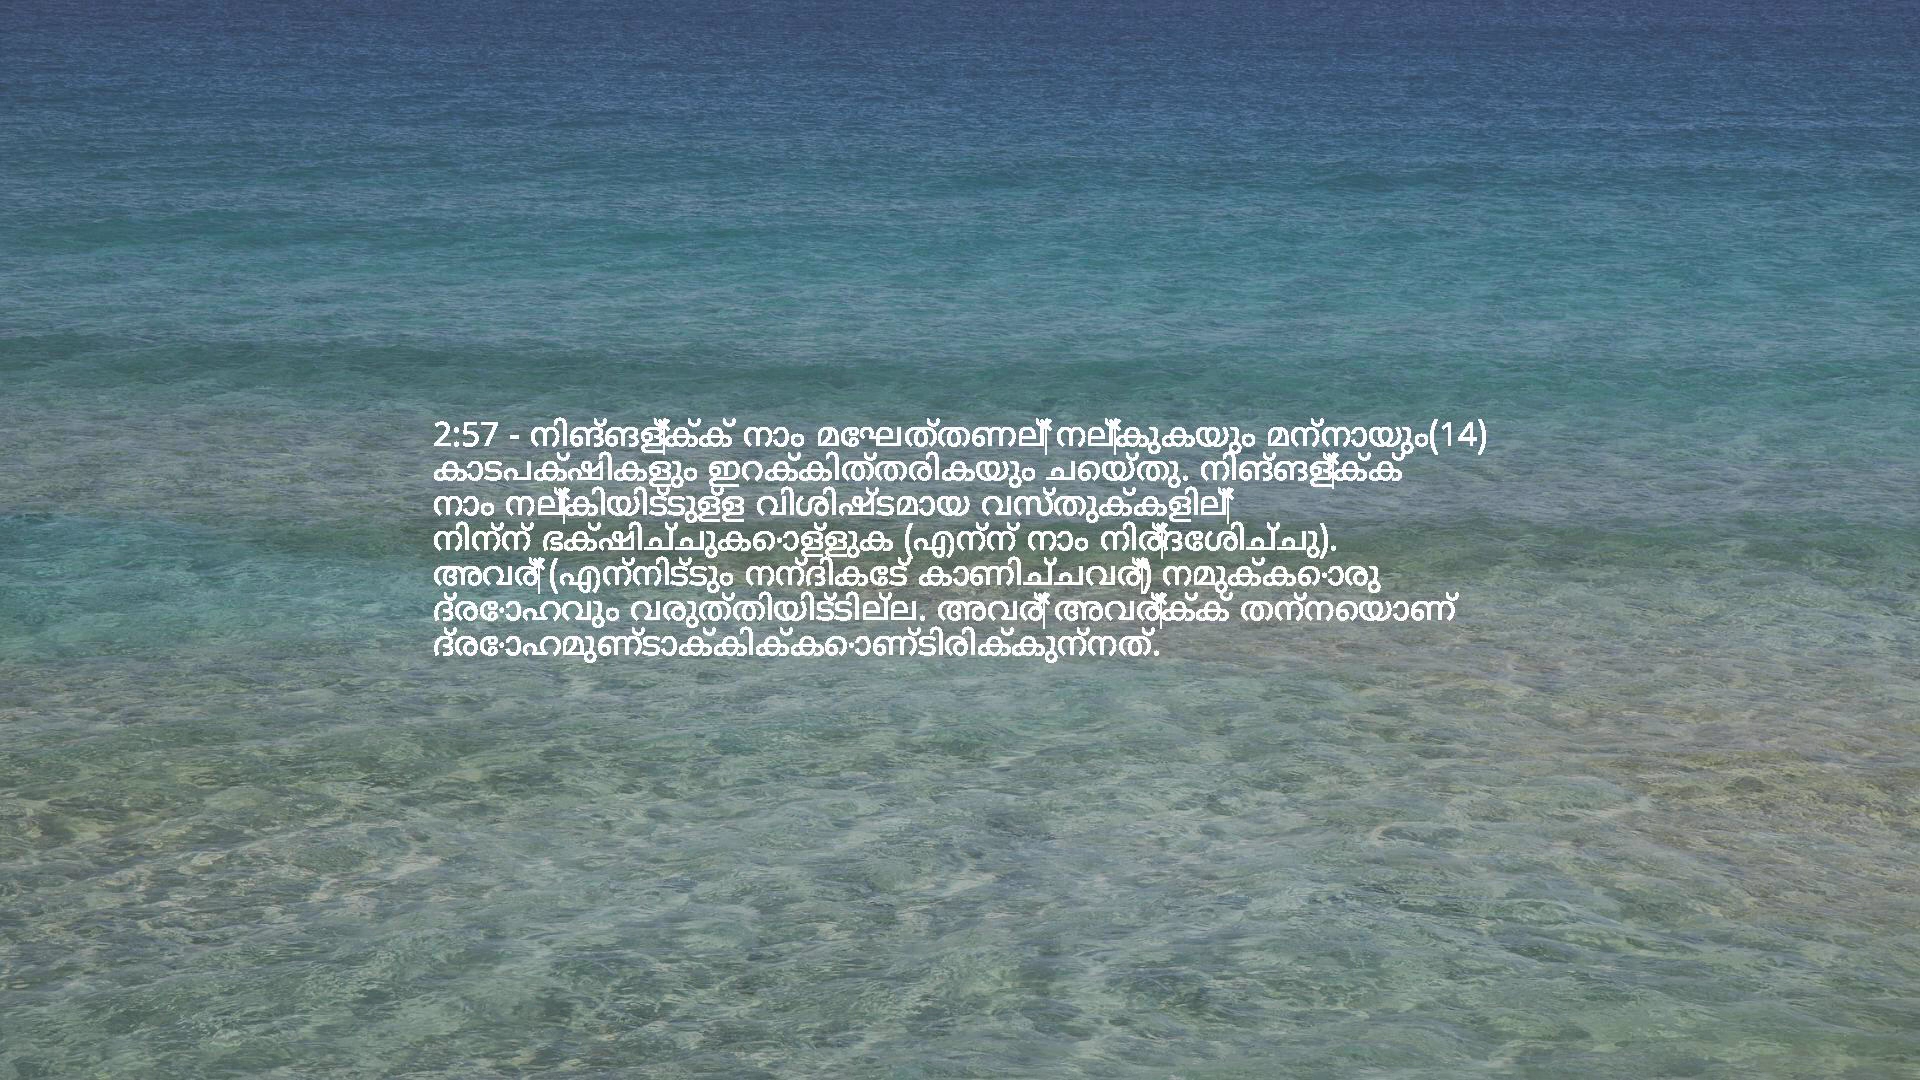 2:57 - നിങ്ങള്‍ക്ക് നാം മേഘത്തണല്‍ നല്‍കുകയും മന്നായും(14)
കാടപക്ഷികളും ഇറക്കിത്തരികയും ചെയ്തു. നിങ്ങള്‍ക്ക്
നാം നല്‍കിയിട്ടുള്ള വിശിഷ്ടമായ വസ്തുക്കളില്‍
നിന്ന് ഭക്ഷിച്ചുകൊള്ളുക (എന്ന് നാം നിര്‍ദേശിച്ചു).
അവര്‍ (എന്നിട്ടും നന്ദികേട് കാണിച്ചവര്‍) നമുക്കൊരു
ദ്രോഹവും വരുത്തിയിട്ടില്ല. അവര്‍ അവര്‍ക്ക് തന്നെയാണ്
ദ്രോഹമുണ്ടാക്കിക്കൊണ്ടിരിക്കുന്നത്.